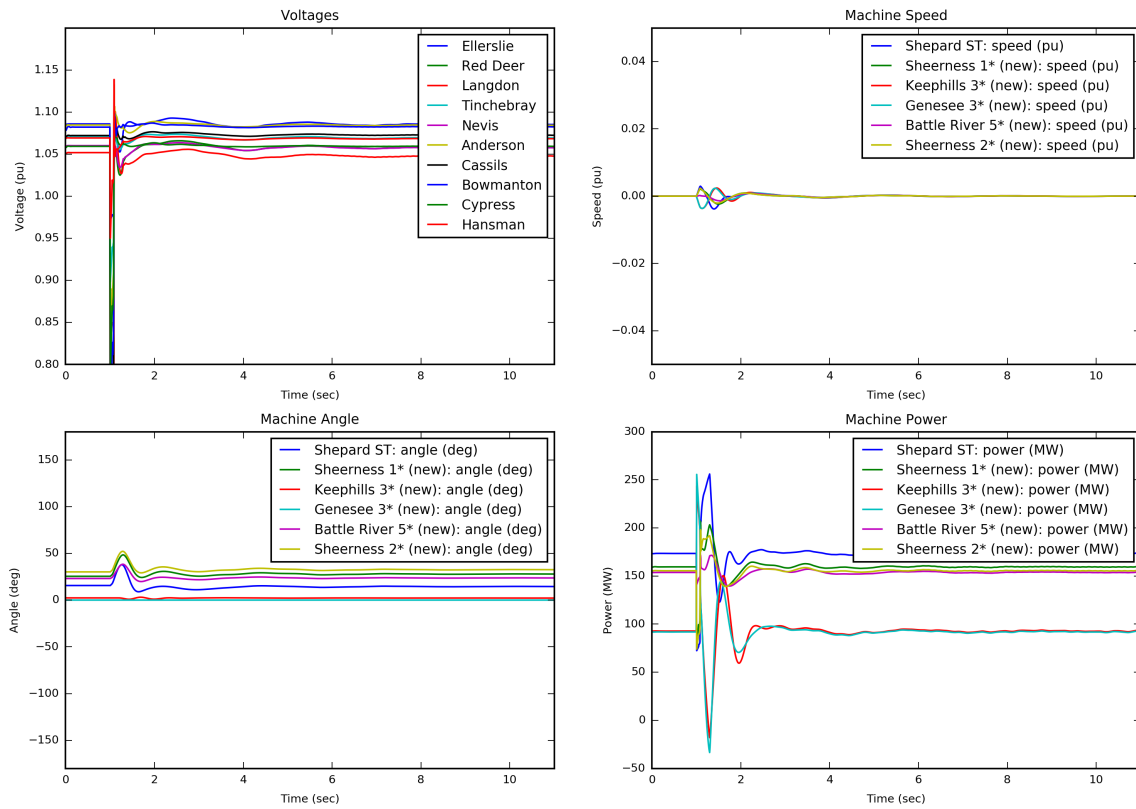 Voltages
Voltage (pu)
1.15
1.10
1.05
1.00
0.95
0.90
0.85
0.80
0 2 4 6 8 10
Time (sec)
Ellerslie
Red Deer
Langdon
Tinchebray
Nevis
Anderson
Cassils
Bowmanton
Cypress
Hansman
Machine Speed
Speed (pu)
0.04
0.02
0.00
−0.02
−0.04
0 2 4 6 8 10
Time (sec)
Shepard ST: speed (pu)
Sheerness 1* (new): speed (pu)
Keephills 3* (new): speed (pu)
Genesee 3* (new): speed (pu)
Battle River 5* (new): speed (pu)
Sheerness 2* (new): speed (pu)
Machine Angle
Angle (deg)
150
100
50
0
−50
−100
−150
0 2 4 6 8 10
Time (sec)
Shepard ST: angle (deg)
Sheerness 1* (new): angle (deg)
Keephills 3* (new): angle (deg)
Genesee 3* (new): angle (deg)
Battle River 5* (new): angle (deg)
Sheerness 2* (new): angle (deg)
Machine Power
Power (MW)
300
250
200
150
100
50
0
−50
0 2 4 6 8 10
Time (sec)
Shepard ST: power (MW)
Sheerness 1* (new): power (MW)
Keephills 3* (new): power (MW)
Genesee 3* (new): power (MW)
Battle River 5* (new): power (MW)
Sheerness 2* (new): power (MW)